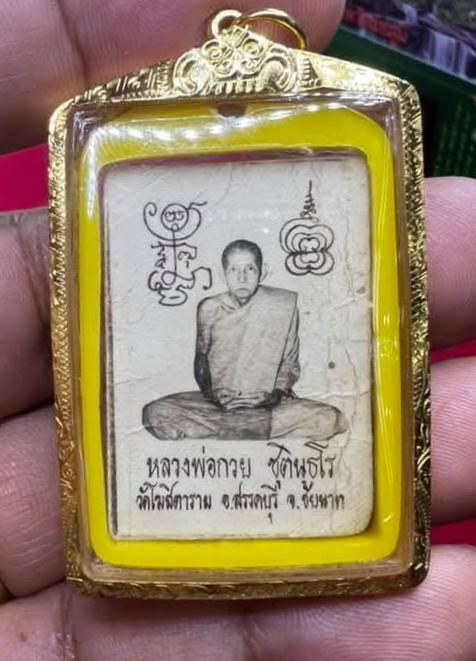 หลวงพ่อกวย ชุตินฺธโร
วัดโฆสิตาราม อ.สรรคบุรี จ.ชัยนาท